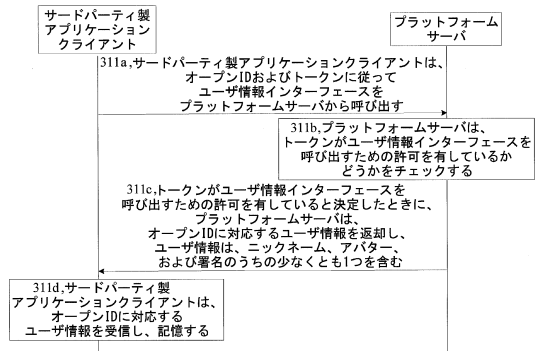 サードパーティ製
アプリケーション
クライアント
プラットフォーム
サーバ
311a,サードパーティ製アプリケーションクライアントは、
オープンIDおよびトークンに従って
ユーザ情報インターフェースを
プラットフォームサーバから呼び出す
311b,プラットフォームサーバは、
トークンがユーザ情報インターフェースを
呼び出すための許可を有しているか
どうかをチェックする
311c,トークンがユーザ情報インターフェースを
呼び出すための許可を有していると決定したときに、
プラットフォームサーバは、
オープンIDに対応するユーザ情報を返却し、
ユーザ情報は、ニックネーム、アバター、
および署名のうちの少なくとも1つを含む
311d,サードパーティ製
アプリケーションクライアントは、
オープンIDに対応する
ユーザ情報を受信し、記憶する